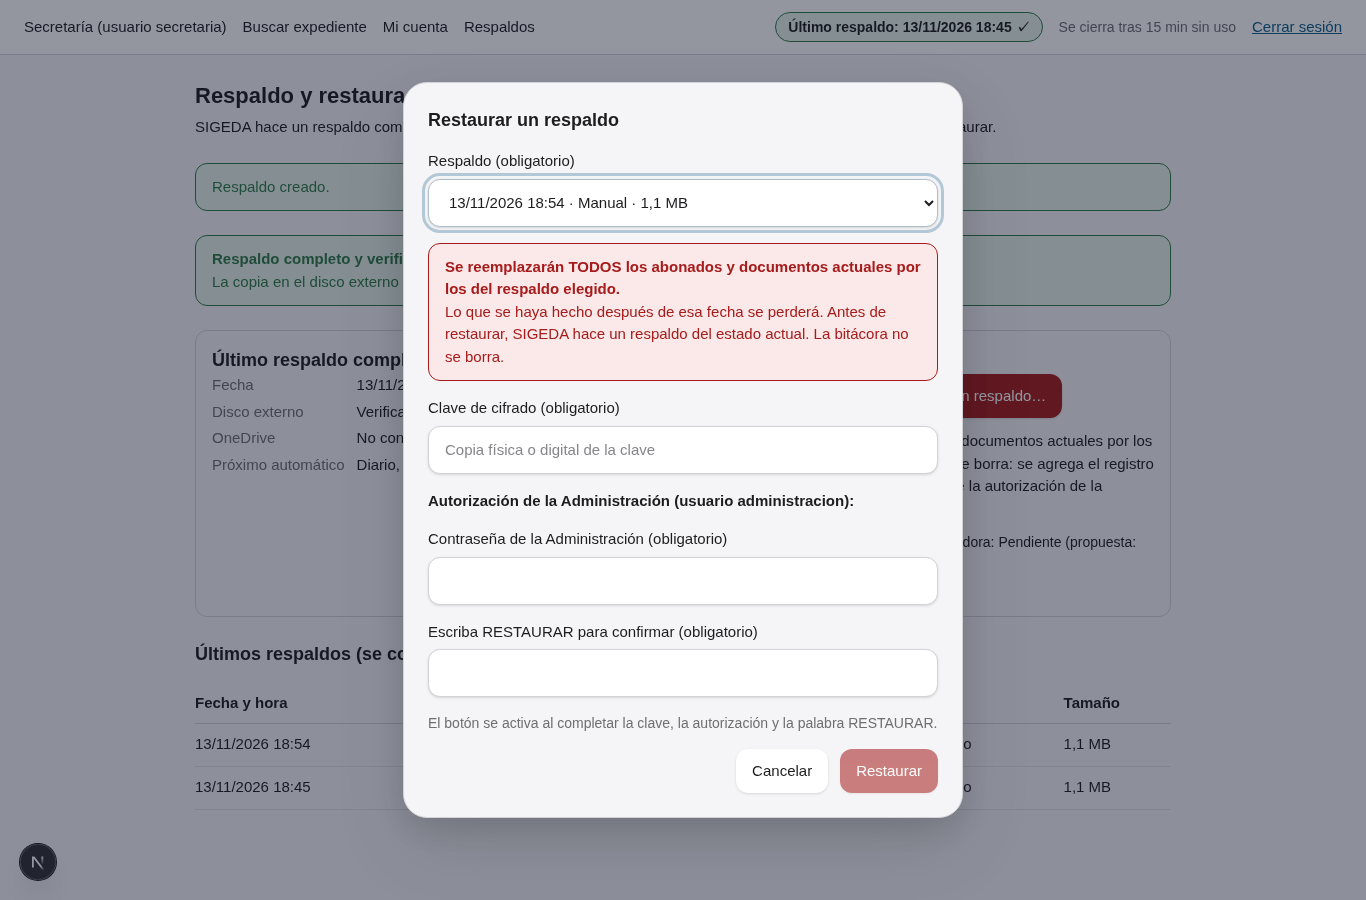 Secretaría (usuario secretaria) Buscar expediente Mi cuenta Respaldos Último respaldo: 13/11/2026 18:45 ✓ Se cierra tras 15 min sin uso Cerrar sesión
Respaldo y restaura
SIGEDA hace un respaldo com aurar.
Respaldo creado.
Respaldo completo y verifi
La copia en el disco externo
Último respaldo compl
Fecha 13/11/2
Disco externo Verifica
OneDrive No con
Próximo automático Diario,
n respaldo…
documentos actuales por los
e borra: se agrega el registro
la autorización de la
dora: Pendiente (propuesta:
Restaurar un respaldo
Respaldo (obligatorio)
13/11/2026 18:54 · Manual · 1,1 MB
Se reemplazarán TODOS los abonados y documentos actuales por
los del respaldo elegido.
Lo que se haya hecho después de esa fecha se perderá. Antes de
restaurar, SIGEDA hace un respaldo del estado actual. La bitácora no
se borra.
Clave de cifrado (obligatorio)
Copia física o digital de la clave
Autorización de la Administración (usuario administracion):
Contraseña de la Administración (obligatorio)
Escriba RESTAURAR para confirmar (obligatorio)
El botón se activa al completar la clave, la autorización y la palabra RESTAURAR.
Cancelar Restaurar
Últimos respaldos (se co
Fecha y hora Tamaño
13/11/2026 18:54 o 1,1 MB
13/11/2026 18:45 o 1,1 MB
N